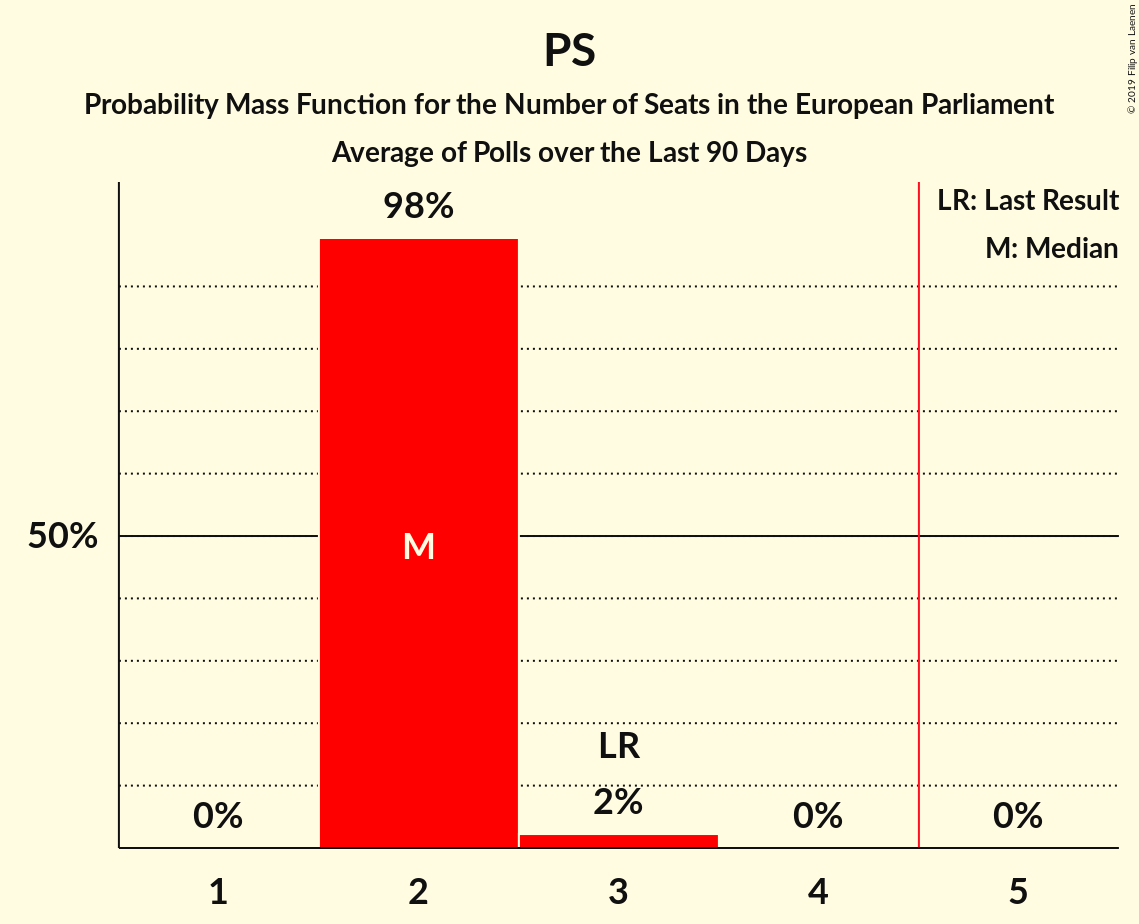 PS
Probability Mass Function for the Number of Seats in the European Parliament
Average of Polls over the Last 90 Days
© 2019 Filip van Laenen
LR: Last Result
M: Median
98%
50%
M
LR
0%
2%
0%
0%
1
2
3
4
5